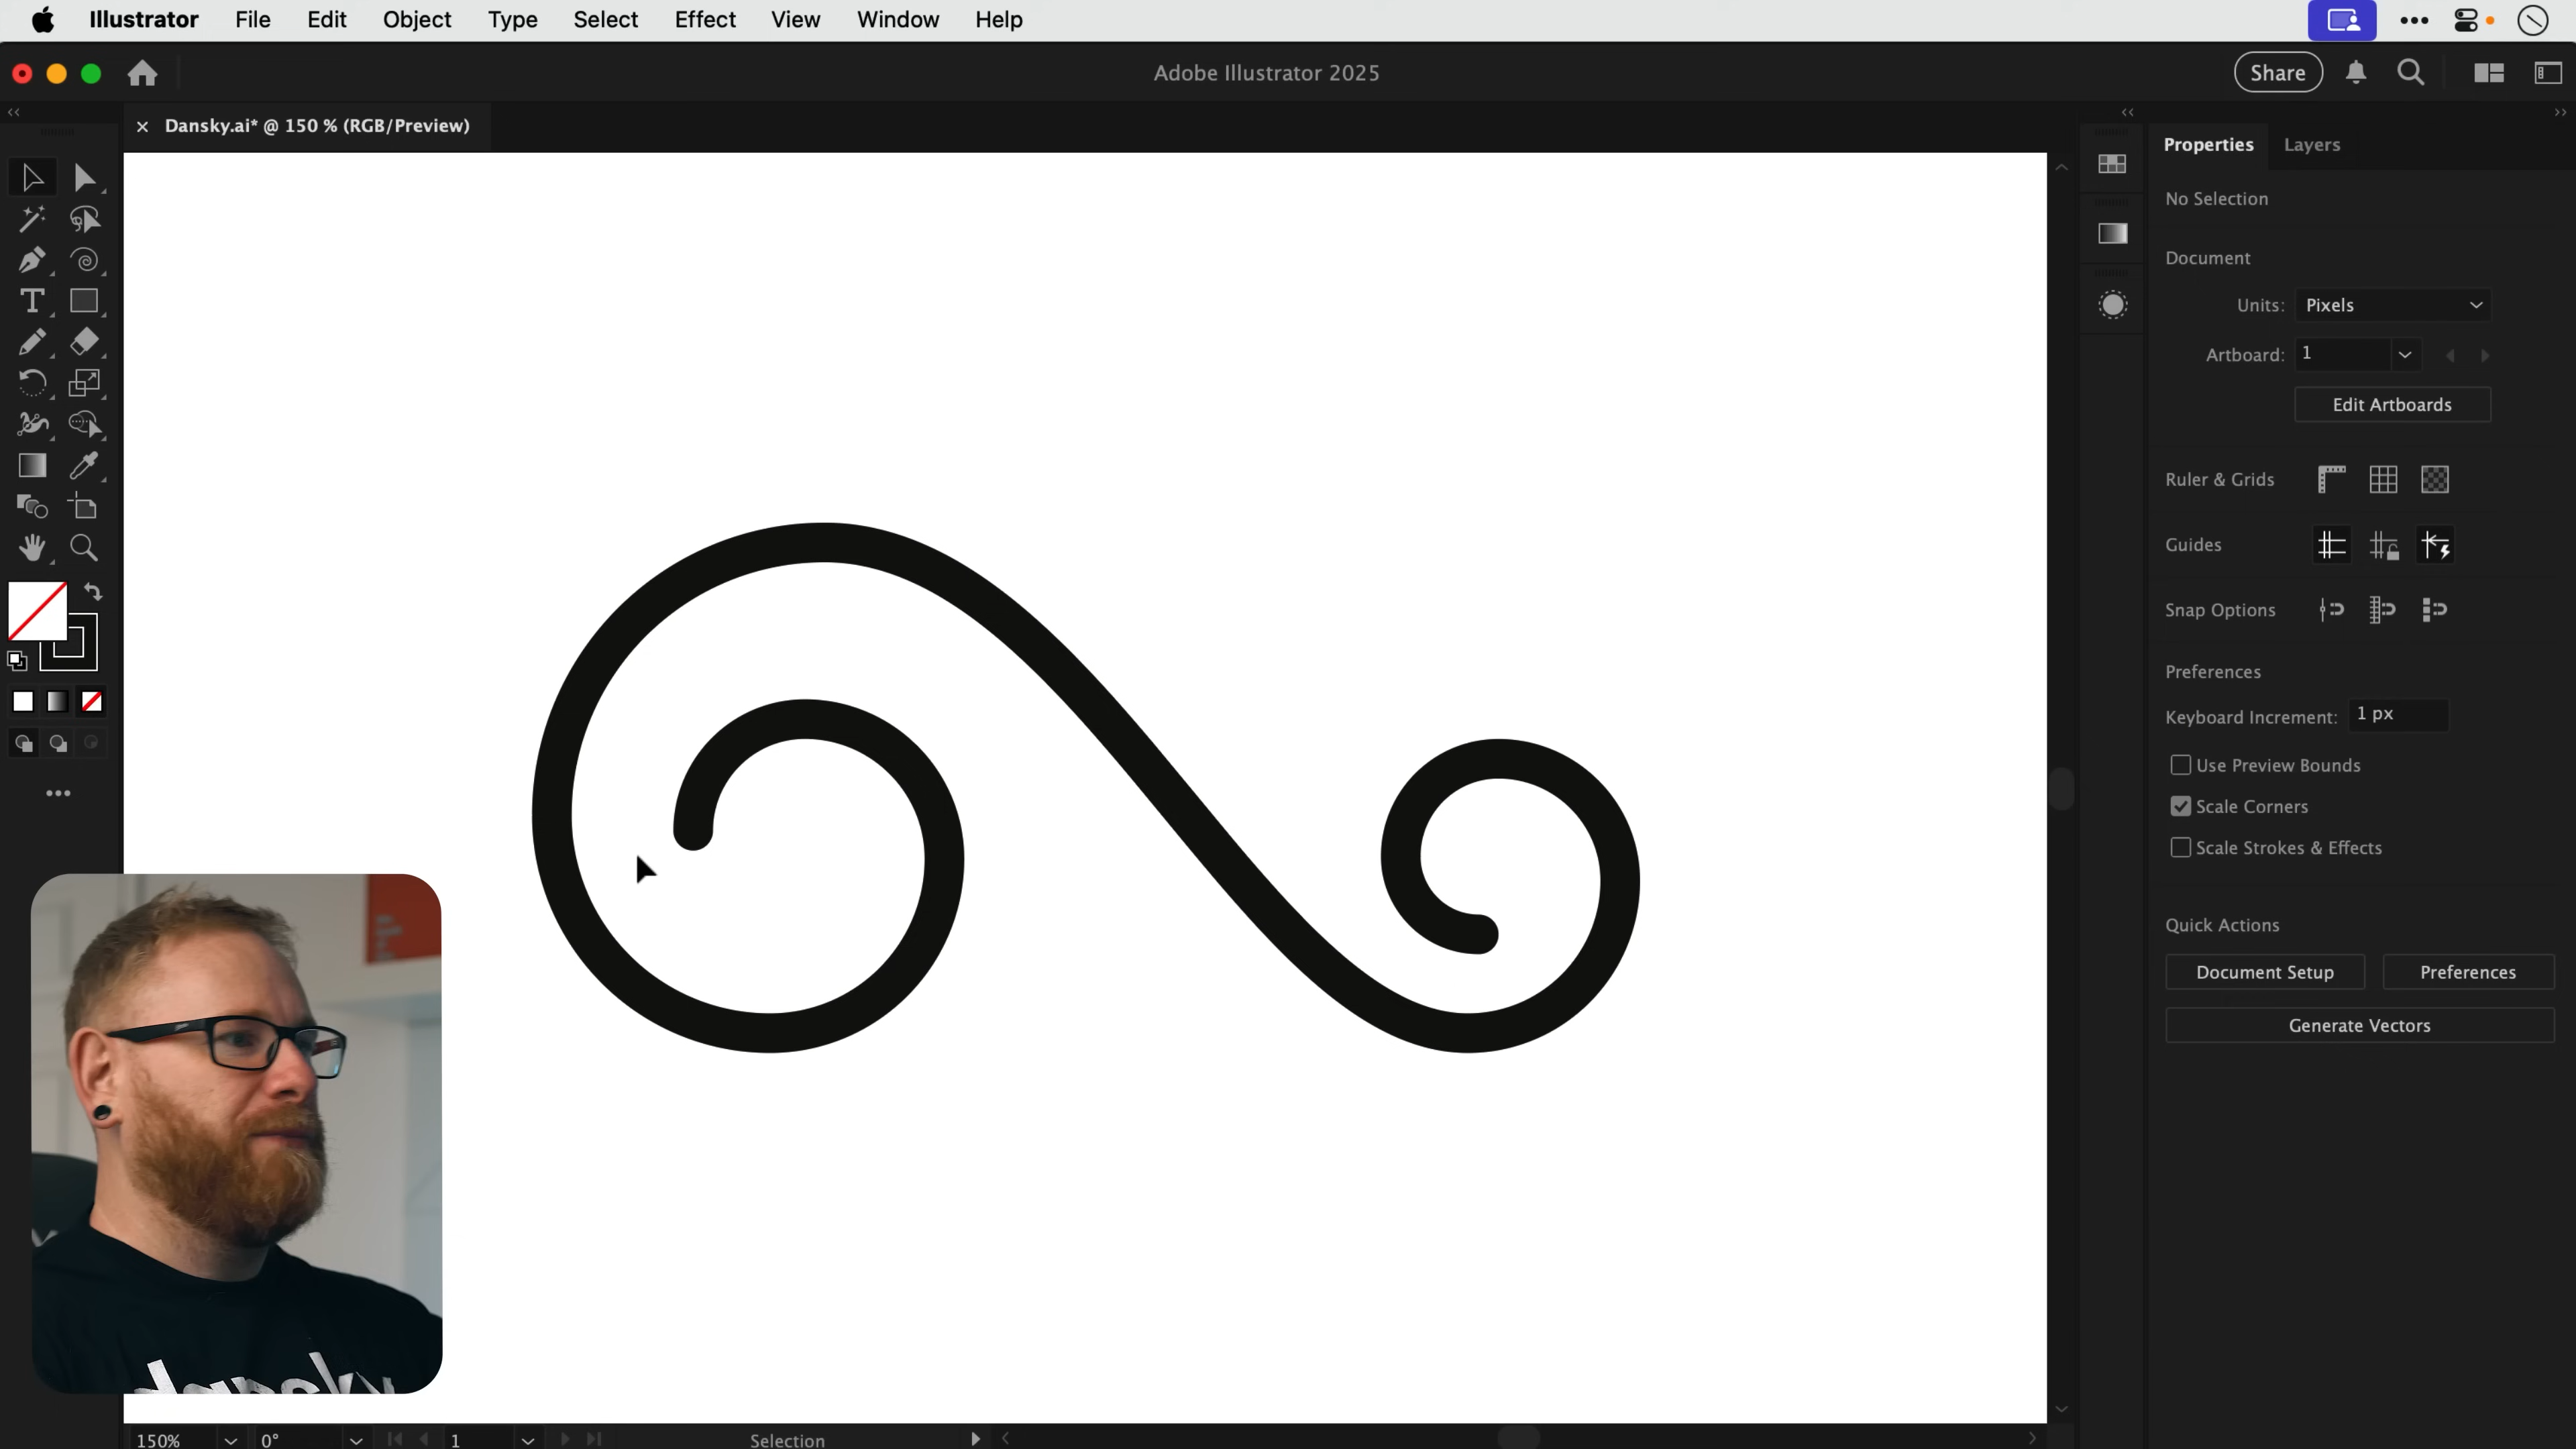 Illustrator File Edit Object Type Select Effect View Window Help
Adobe Illustrator 2025
Share
Dansky.ai* @ 150 % (RGB/Preview)
Properties Layers
No Selection
Document
Units: Pixels
Artboard: 1
Edit Artboards
Ruler & Grids
Guides
Snap Options
Preferences
Keyboard Increment: 1 px
Use Preview Bounds
Scale Corners
Scale Strokes & Effects
Quick Actions
Document Setup Preferences
Generate Vectors
dansky
150% 0° 1 Selection